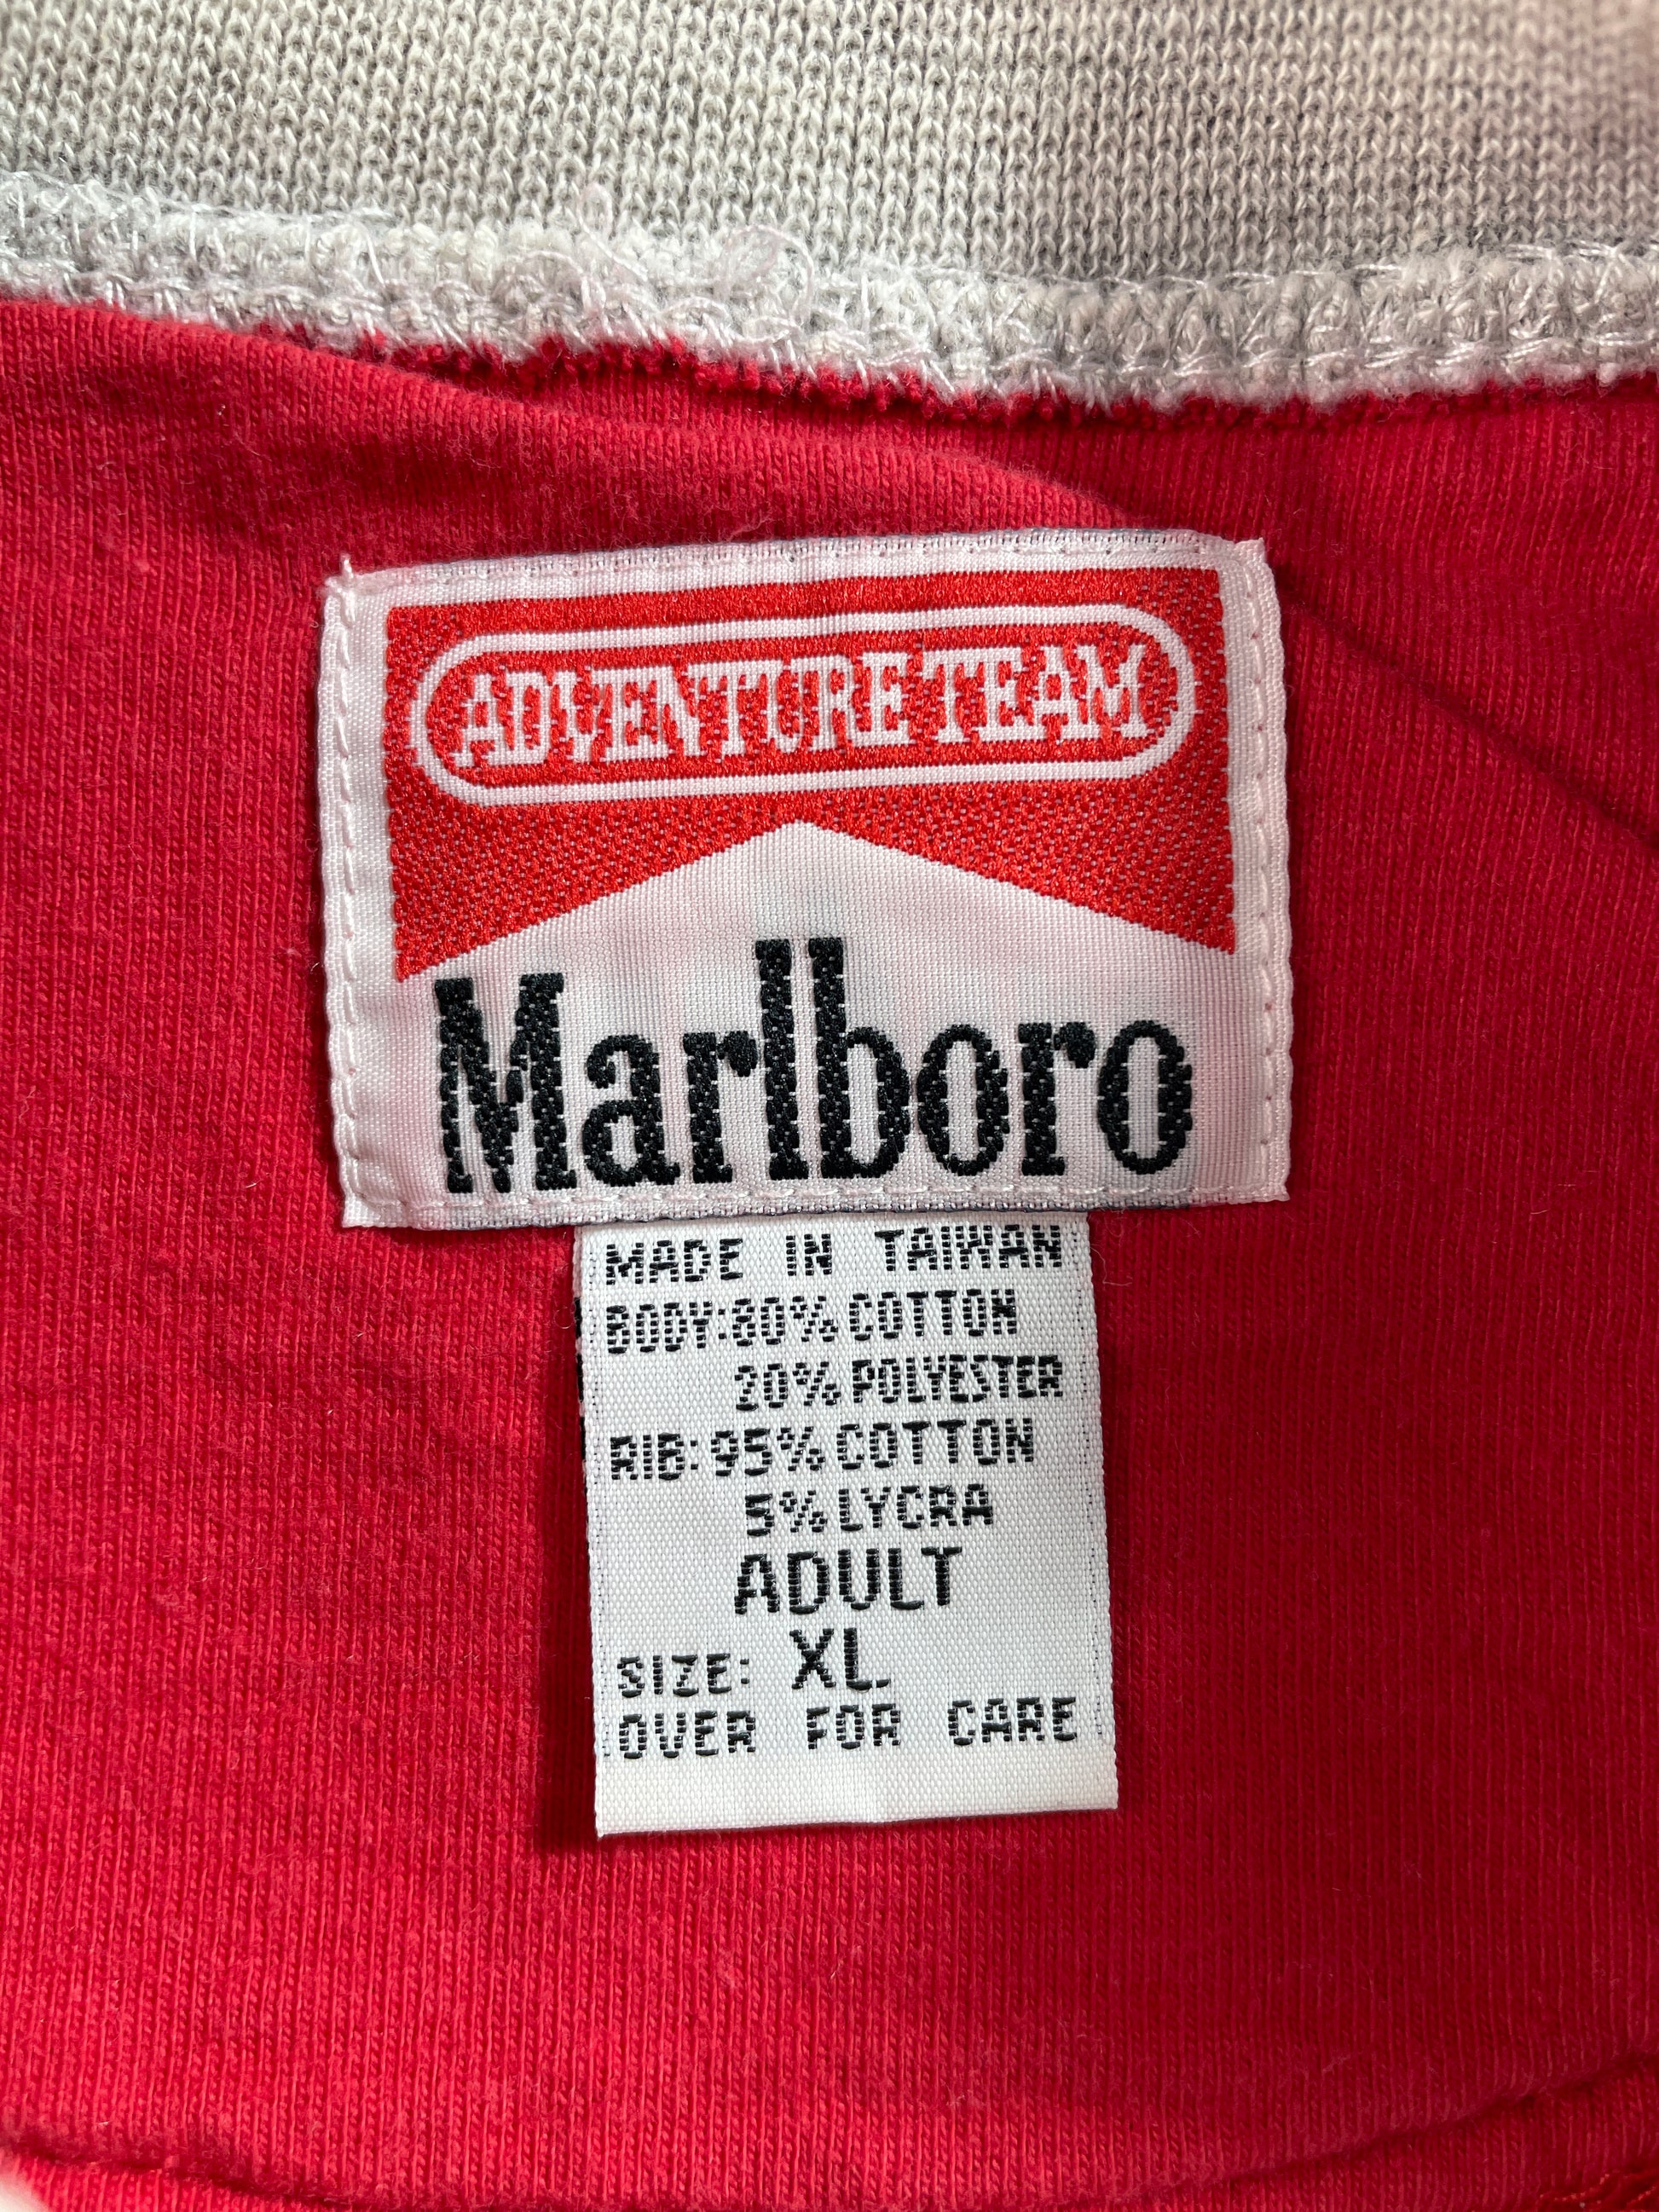 ADVENTURE TEAM
Marlboro
MADE IN TAIWAN
BODY:80% COTTON
20% POLYESTER
RIB:95% COTTON
5% LYCRA
ADULT
SIZE: XL
OVER FOR CARE